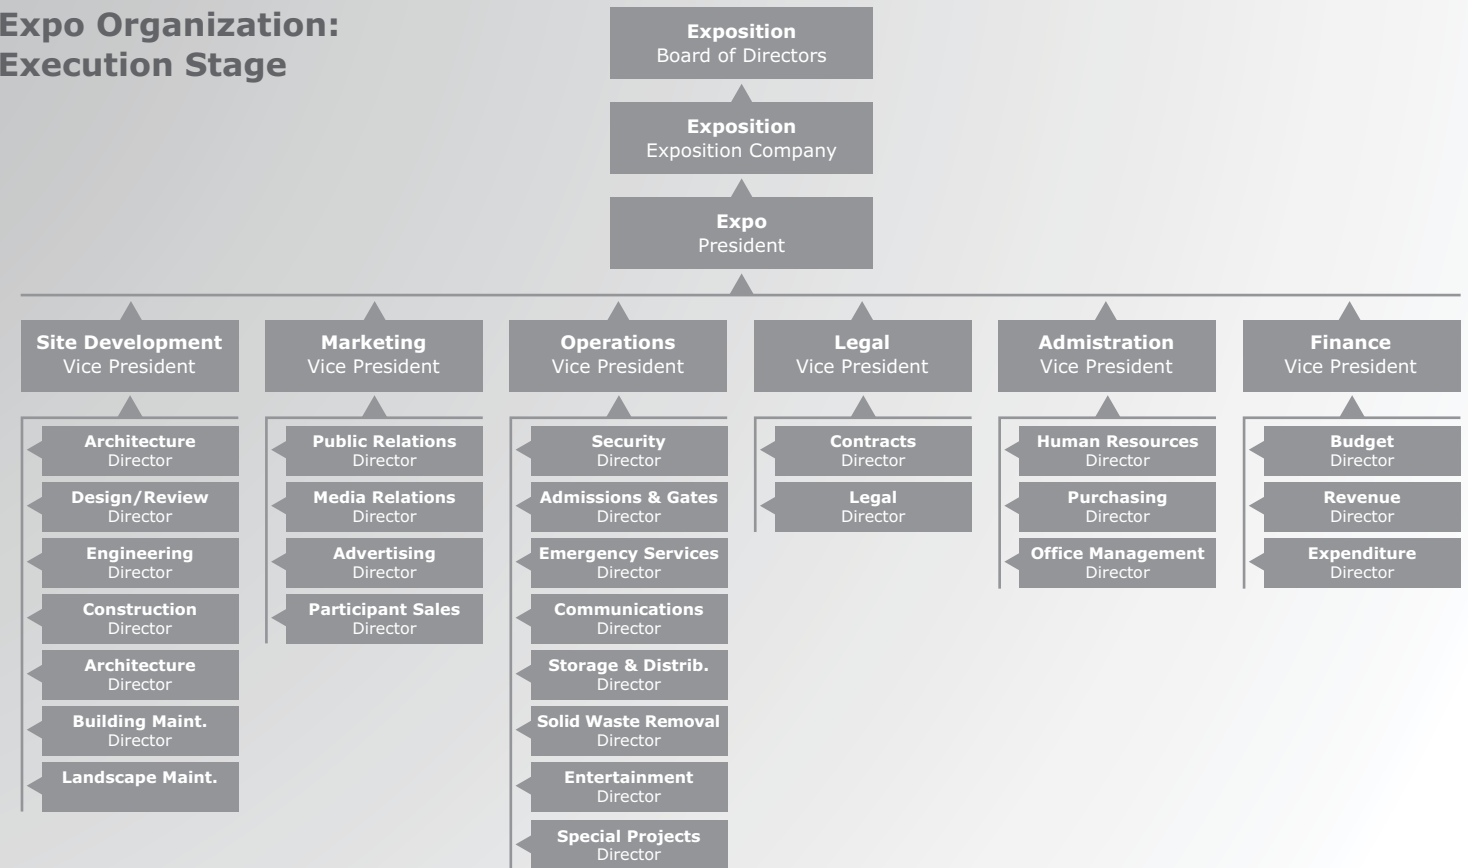 Expo Organization:
Execution Stage
Exposition
Board of Directors
Exposition
Exposition Company
Expo
President
Site Development
Vice President
Architecture
Director
Design/Review
Director
Engineering
Director
Construction
Director
Architecture
Director
Building Maint.
Director
Landscape Maint.
Marketing
Vice President
Public Relations
Director
Media Relations
Director
Advertising
Director
Participant Sales
Director
Operations
Vice President
Security
Director
Admissions & Gates
Director
Emergency Services
Director
Communications
Director
Storage & Distrib.
Director
Solid Waste Removal
Director
Entertainment
Director
Special Projects
Director
Legal
Vice President
Contracts
Director
Legal
Director
Admistration
Vice President
Human Resources
Director
Purchasing
Director
Office Management
Director
Finance
Vice President
Budget
Director
Revenue
Director
Expenditure
Director